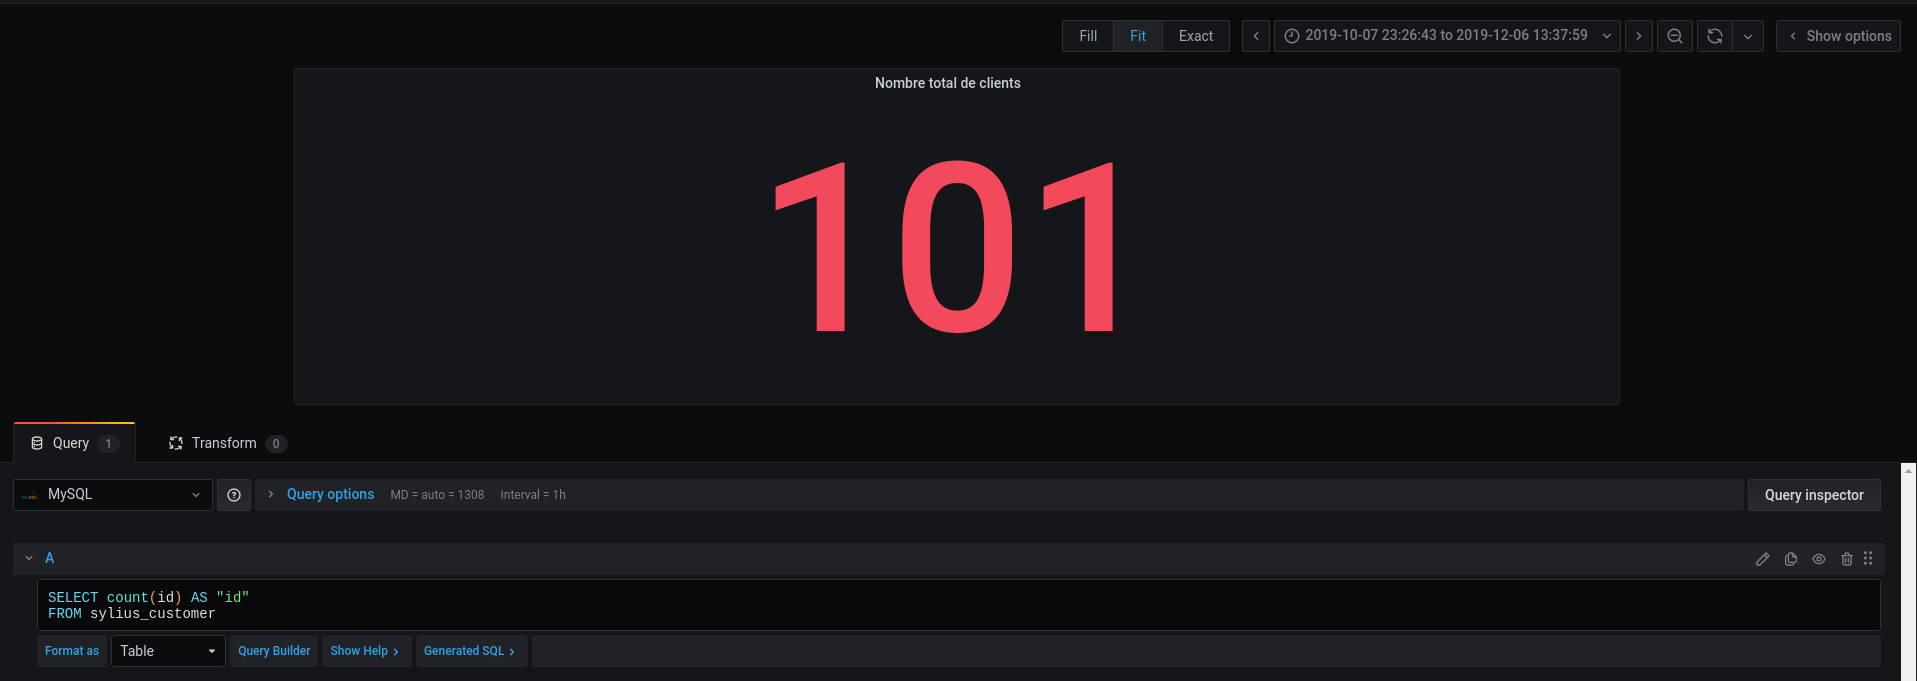 Fill Fit Exact 2019-10-07 23:26:43 to 2019-12-06 13:37:59 Show options
Nombre total de clients
101
Query 1 Transform 0
MySQL Query options MD = auto = 1308 Interval = 1h Query inspector
A
SELECT count(id) AS "id"
FROM sylius_customer
Format as Table Query Builder Show Help Generated SQL